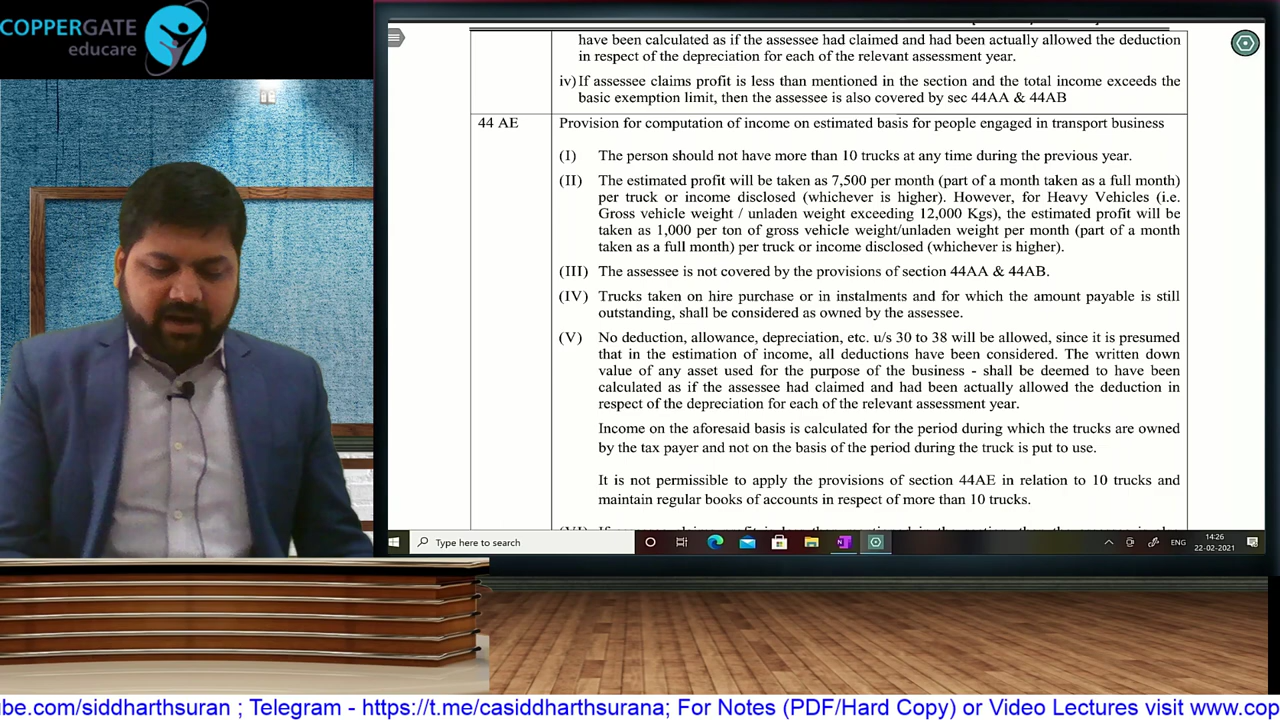 COPPERGATE
educare
have been calculated as if the assessee had claimed and had been actually allowed the deduction
in respect of the depreciation for each of the relevant assessment year.
iv) If assessee claims profit is less than mentioned in the section and the total income exceeds the
basic exemption limit, then the assessee is also covered by sec 44AA & 44AB
44 AE
Provision for computation of income on estimated basis for people engaged in transport business
(I) The person should not have more than 10 trucks at any time during the previous year.
(II) The estimated profit will be taken as 7,500 per month (part of a month taken as a full month)
per truck or income disclosed (whichever is higher). However, for Heavy Vehicles (i.e.
Gross vehicle weight / unladen weight exceeding 12,000 Kgs), the estimated profit will be
taken as 1,000 per ton of gross vehicle weight/unladen weight per month (part of a month
taken as a full month) per truck or income disclosed (whichever is higher).
(III) The assessee is not covered by the provisions of section 44AA & 44AB.
(IV) Trucks taken on hire purchase or in instalments and for which the amount payable is still
outstanding, shall be considered as owned by the assessee.
(V) No deduction, allowance, depreciation, etc. u/s 30 to 38 will be allowed, since it is presumed
that in the estimation of income, all deductions have been considered. The written down
value of any asset used for the purpose of the business - shall be deemed to have been
calculated as if the assessee had claimed and had been actually allowed the deduction in
respect of the depreciation for each of the relevant assessment year.
Income on the aforesaid basis is calculated for the period during which the trucks are owned
by the tax payer and not on the basis of the period during the truck is put to use.
It is not permissible to apply the provisions of section 44AE in relation to 10 trucks and
maintain regular books of accounts in respect of more than 10 trucks.
Type here to search
ENG
14:26
22-02-2021
be.com/siddharthsuran ; Telegram - https://t.me/casiddharthsurana; For Notes (PDF/Hard Copy) or Video Lectures visit www.cop